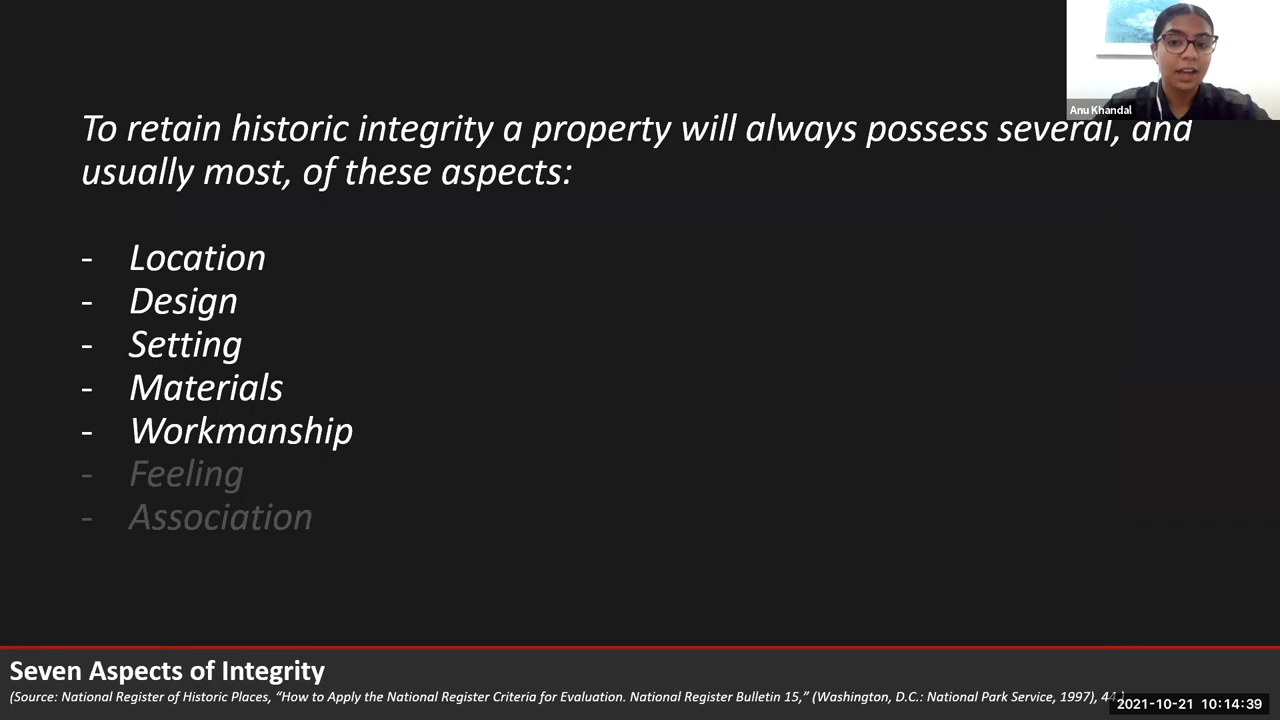 Anu Khandal
To retain historic integrity a property will always possess several, and
usually most, of these aspects:
- Location
- Design
- Setting
- Materials
- Workmanship
- Feeling
- Association
Seven Aspects of Integrity
(Source: National Register of Historic Places, “How to Apply the National Register Criteria for Evaluation. National Register Bulletin 15,” (Washington, D.C.: National Park Service, 1997),
2021-10-21 10:14:39